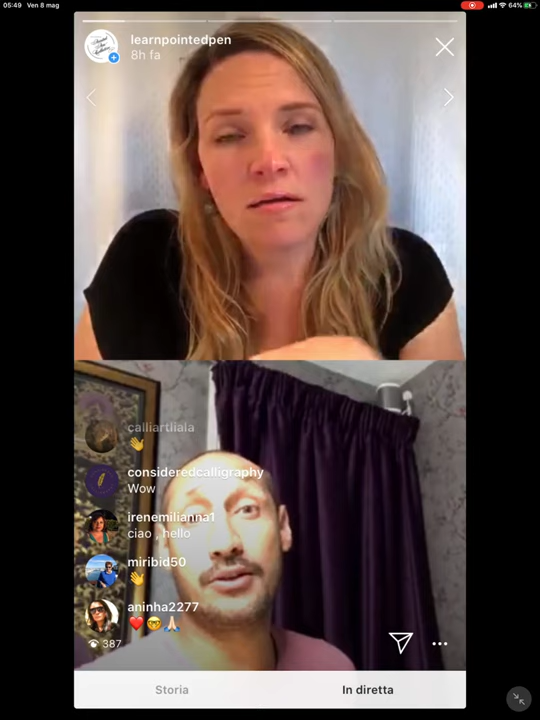 05:49 Ven 8 mag
64%
learnpointedpen
8h fa
calliartliala
👋
consideredcalligraphy
Wow
irenemilianna1
ciao , hello
miribid50
👋
aninha2277
❤️🤓🙏🏻
387
Storia
In diretta